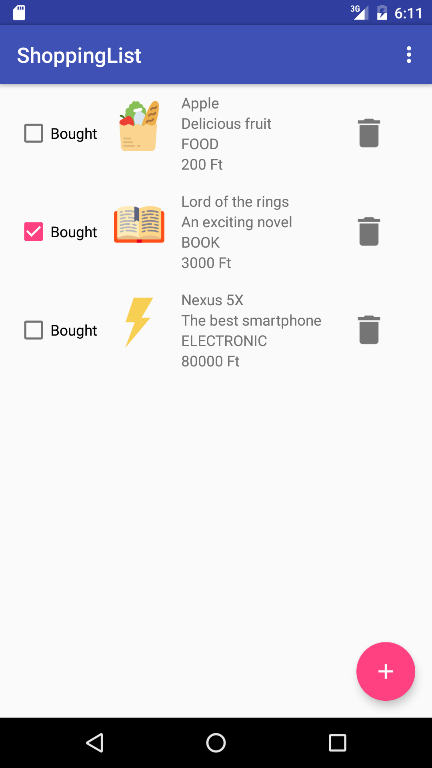 3G 6:11
ShoppingList
Apple
Delicious fruit
Bought
FOOD
200 Ft
Lord of the rings
An exciting novel
Bought
BOOK
3000 Ft
Nexus 5X
The best smartphone
Bought
ELECTRONIC
80000 Ft